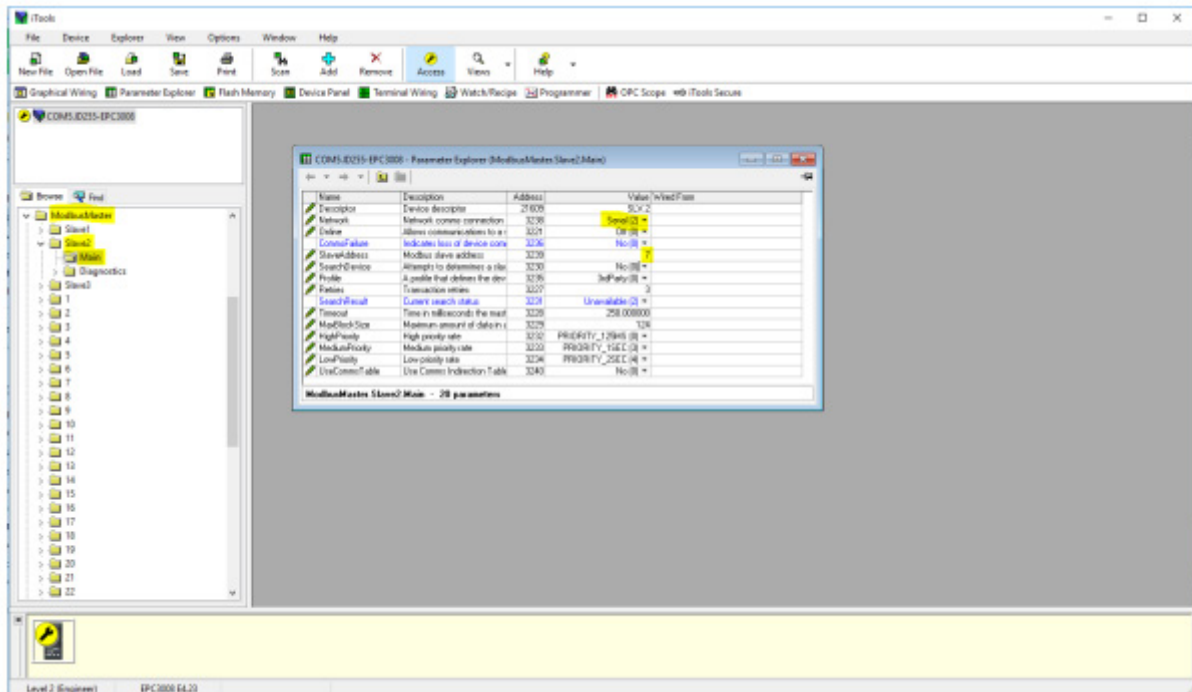 iTools
File Device Explorer View Options Window Help
New File Open File Load Save Print Scan Add Remove Access Views Help
Graphical Wiring Parameter Explorer Flash Memory Device Panel Terminal Wiring Watch/Recipe Programmer OPC Scope iTools Secure
COM5.ID255-EPC3008
Browse Find
ModbusMaster
Slave1
Slave2
Main
Diagnostics
Slave3
1
2
3
4
5
6
7
8
9
10
11
12
13
14
15
16
17
18
19
20
21
22
COM5.ID255-EPC3008 - Parameter Explorer (ModbusMaster.Slave2.Main)
Name Description Address Value Wired From
Descriptor Device descriptor 21609 SLV 2
Network Network comms connection 3238 Serial (2)
Online Allows communications to a 3221 Off (0)
CommsFailure Indicates loss of device com 3236 No (0)
SlaveAddress Modbus slave address 3239 7
SearchDevice Attempts to determines a sla 3230 No (0)
Profile A profile that defines the dev 3235 3rdParty (0)
Retries Transaction retries 3227 3
SearchResult Current search status 3231 Unavailable (2)
Timeout Time in milliseconds the mast 3228 250.000000
MaxBlockSize Maximum amount of data in a 3229 124
HighPriority High priority rate 3232 PRIORITY_125MS (0)
MediumPriority Medium priority rate 3233 PRIORITY_1SEC (3)
LowPriority Low priority rate 3234 PRIORITY_2SEC (4)
UseCommsTable Use Comms Indirection Table 3240 No (0)
ModbusMaster.Slave2.Main - 20 parameters
Level 2 (Engineer) EPC3008 E4.23